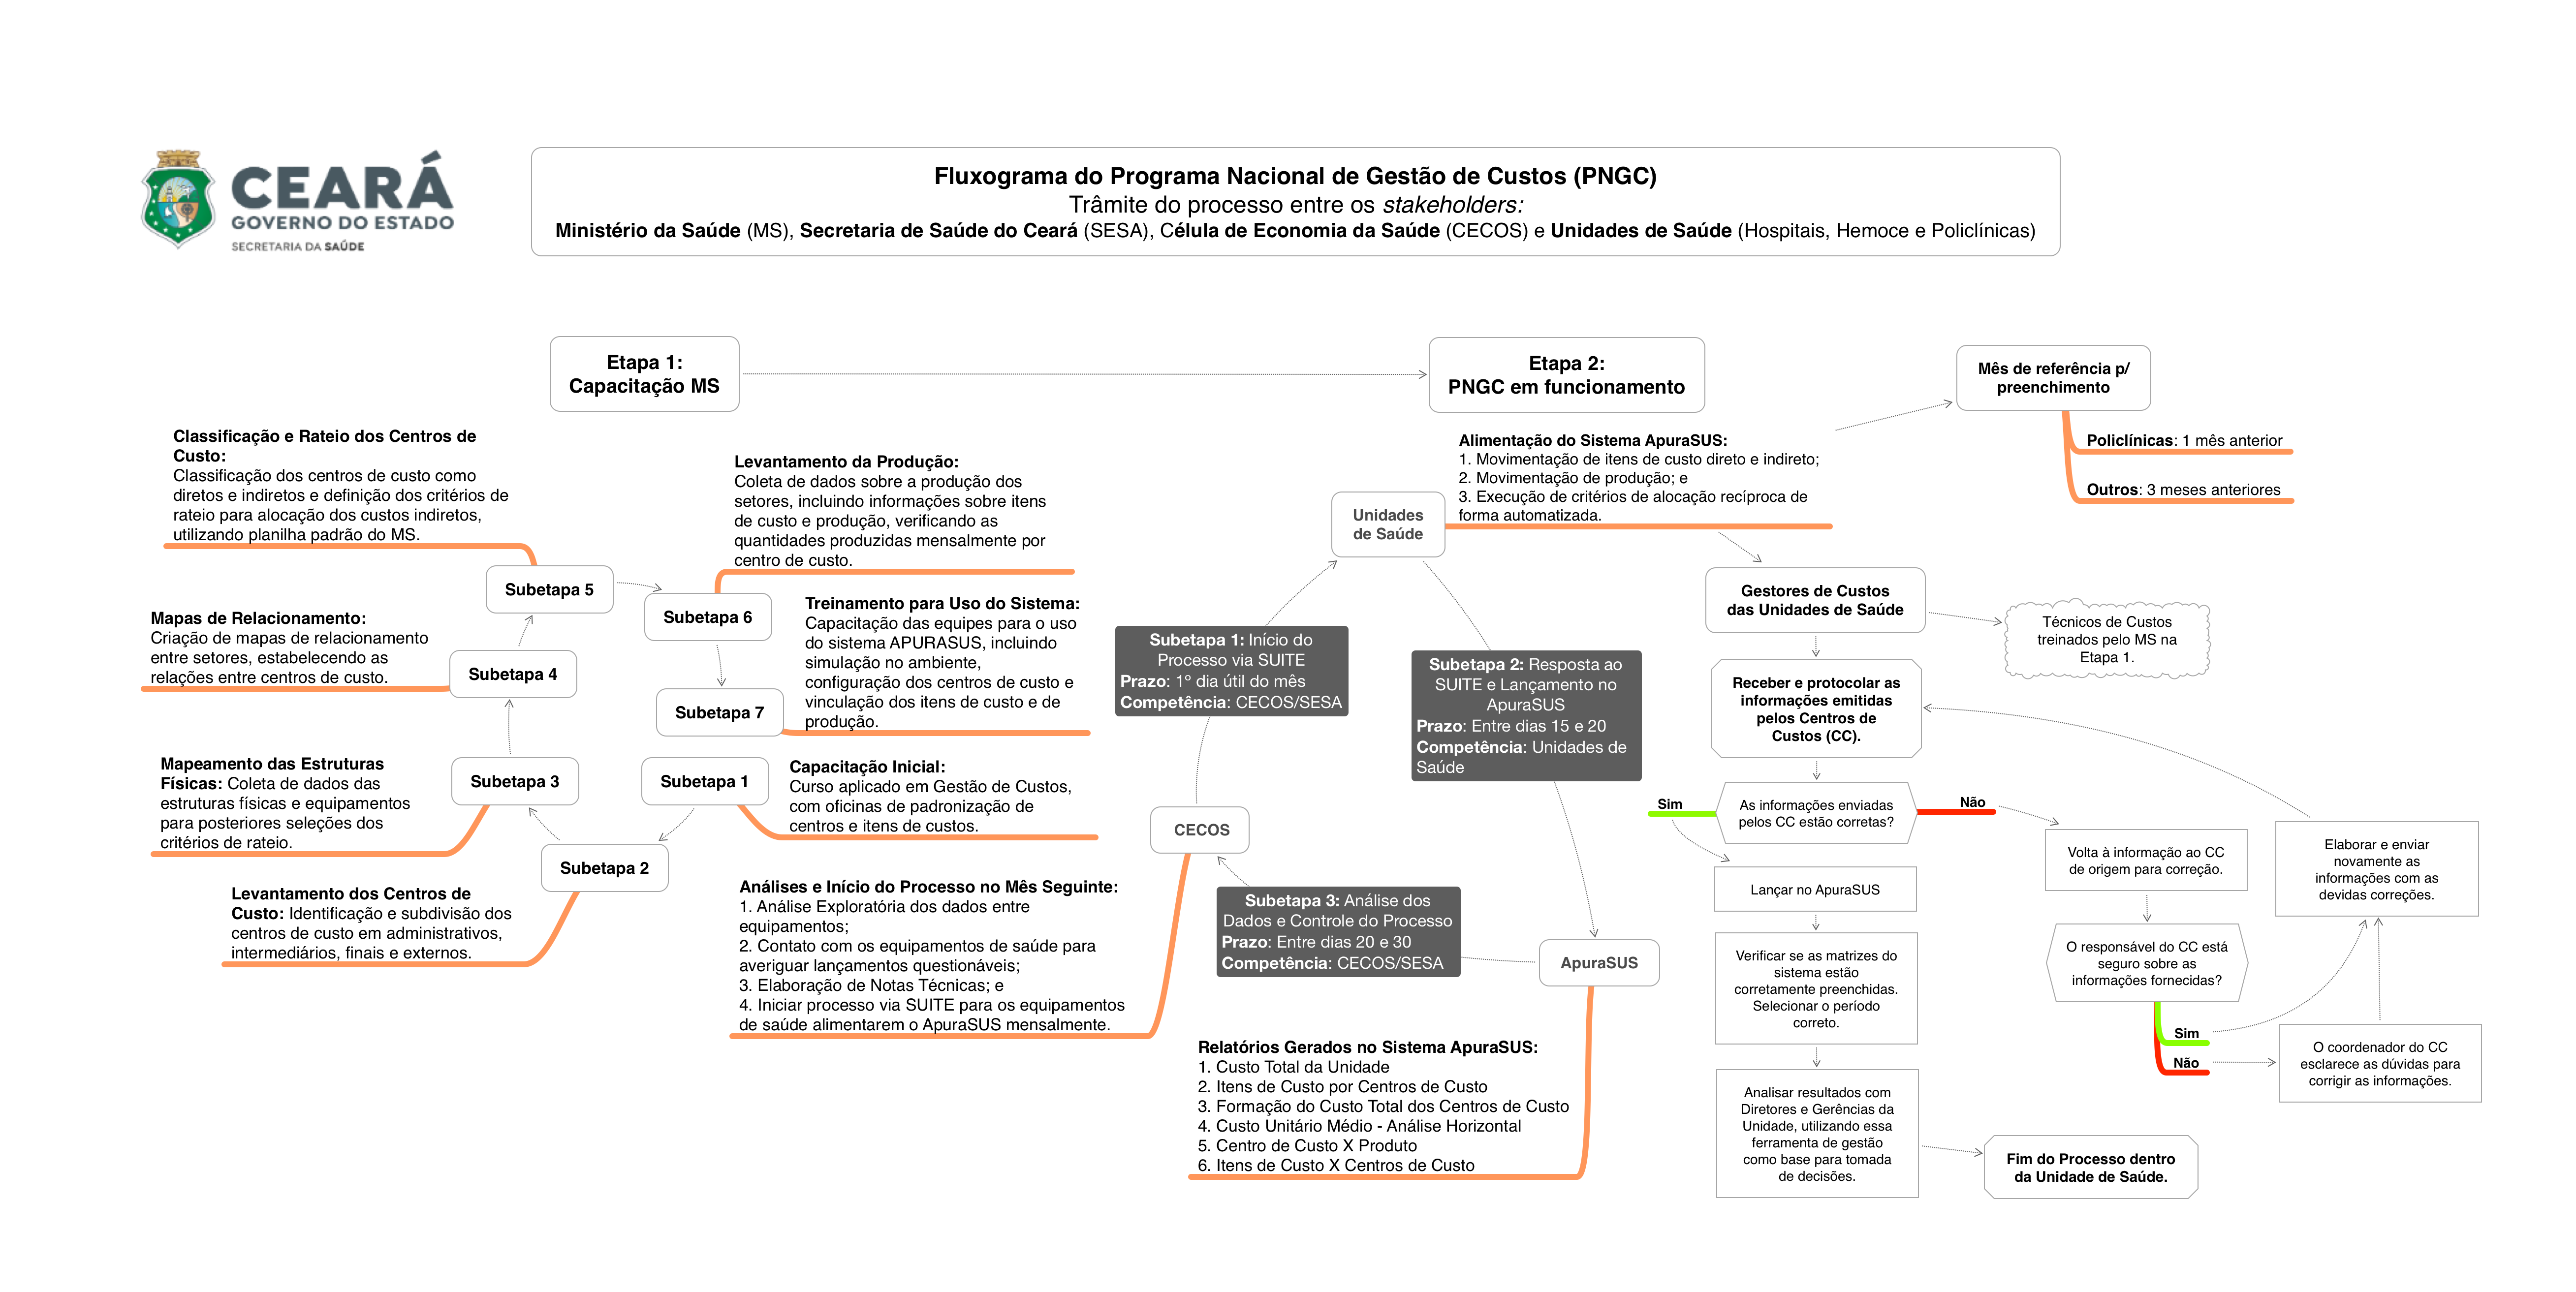 CEARÁ
GOVERNO DO ESTADO
SECRETARIA DA SAÚDE
Fluxograma do Programa Nacional de Gestão de Custos (PNGC)
Trâmite do processo entre os stakeholders:
Ministério da Saúde (MS), Secretaria de Saúde do Ceará (SESA), Célula de Economia da Saúde (CECOS) e Unidades de Saúde (Hospitais, Hemoce e Policlínicas)
Etapa 1:
Capacitação MS
Subetapa 1
Capacitação Inicial:
Curso aplicado em Gestão de Custos,
com oficinas de padronização de
centros e itens de custos.
Subetapa 2
Levantamento dos Centros de
Custo: Identificação e subdivisão dos
centros de custo em administrativos,
intermediários, finais e externos.
Subetapa 3
Mapeamento das Estruturas
Físicas: Coleta de dados das
estruturas físicas e equipamentos
para posteriores seleções dos
critérios de rateio.
Subetapa 4
Mapas de Relacionamento:
Criação de mapas de relacionamento
entre setores, estabelecendo as
relações entre centros de custo.
Subetapa 5
Classificação e Rateio dos Centros de
Custo:
Classificação dos centros de custo como
diretos e indiretos e definição dos critérios de
rateio para alocação dos custos indiretos,
utilizando planilha padrão do MS.
Subetapa 6
Levantamento da Produção:
Coleta de dados sobre a produção dos
setores, incluindo informações sobre itens
de custo e produção, verificando as
quantidades produzidas mensalmente por
centro de custo.
Subetapa 7
Treinamento para Uso do Sistema:
Capacitação das equipes para o uso
do sistema APURASUS, incluindo
simulação no ambiente,
configuração dos centros de custo e
vinculação dos itens de custo e de
produção.
Etapa 2:
PNGC em funcionamento
Unidades
de Saúde
Alimentação do Sistema ApuraSUS:
1. Movimentação de itens de custo direto e indireto;
2. Movimentação de produção; e
3. Execução de critérios de alocação recíproca de
forma automatizada.
Mês de referência p/
preenchimento
Policlínicas: 1 mês anterior
Outros: 3 meses anteriores
Subetapa 1: Início do
Processo via SUITE
Prazo: 1º dia útil do mês
Competência: CECOS/SESA
Subetapa 2: Resposta ao
SUITE e Lançamento no
ApuraSUS
Prazo: Entre dias 15 e 20
Competência: Unidades de
Saúde
Subetapa 3: Análise dos
Dados e Controle do Processo
Prazo: Entre dias 20 e 30
Competência: CECOS/SESA
CECOS
Análises e Início do Processo no Mês Seguinte:
1. Análise Exploratória dos dados entre
equipamentos;
2. Contato com os equipamentos de saúde para
averiguar lançamentos questionáveis;
3. Elaboração de Notas Técnicas; e
4. Iniciar processo via SUITE para os equipamentos
de saúde alimentarem o ApuraSUS mensalmente.
ApuraSUS
Relatórios Gerados no Sistema ApuraSUS:
1. Custo Total da Unidade
2. Itens de Custo por Centros de Custo
3. Formação do Custo Total dos Centros de Custo
4. Custo Unitário Médio - Análise Horizontal
5. Centro de Custo X Produto
6. Itens de Custo X Centros de Custo
Gestores de Custos
das Unidades de Saúde
Técnicos de Custos
treinados pelo MS na
Etapa 1.
Receber e protocolar as
informações emitidas
pelos Centros de
Custos (CC).
As informações enviadas
pelos CC estão corretas?
Sim
Não
Lançar no ApuraSUS
Verificar se as matrizes do
sistema estão
corretamente preenchidas.
Selecionar o período
correto.
Analisar resultados com
Diretores e Gerências da
Unidade, utilizando essa
ferramenta de gestão
como base para tomada
de decisões.
Fim do Processo dentro
da Unidade de Saúde.
Volta à informação ao CC
de origem para correção.
O responsável do CC está
seguro sobre as
informações fornecidas?
Sim
Não
O coordenador do CC
esclarece as dúvidas para
corrigir as informações.
Elaborar e enviar
novamente as
informações com as
devidas correções.